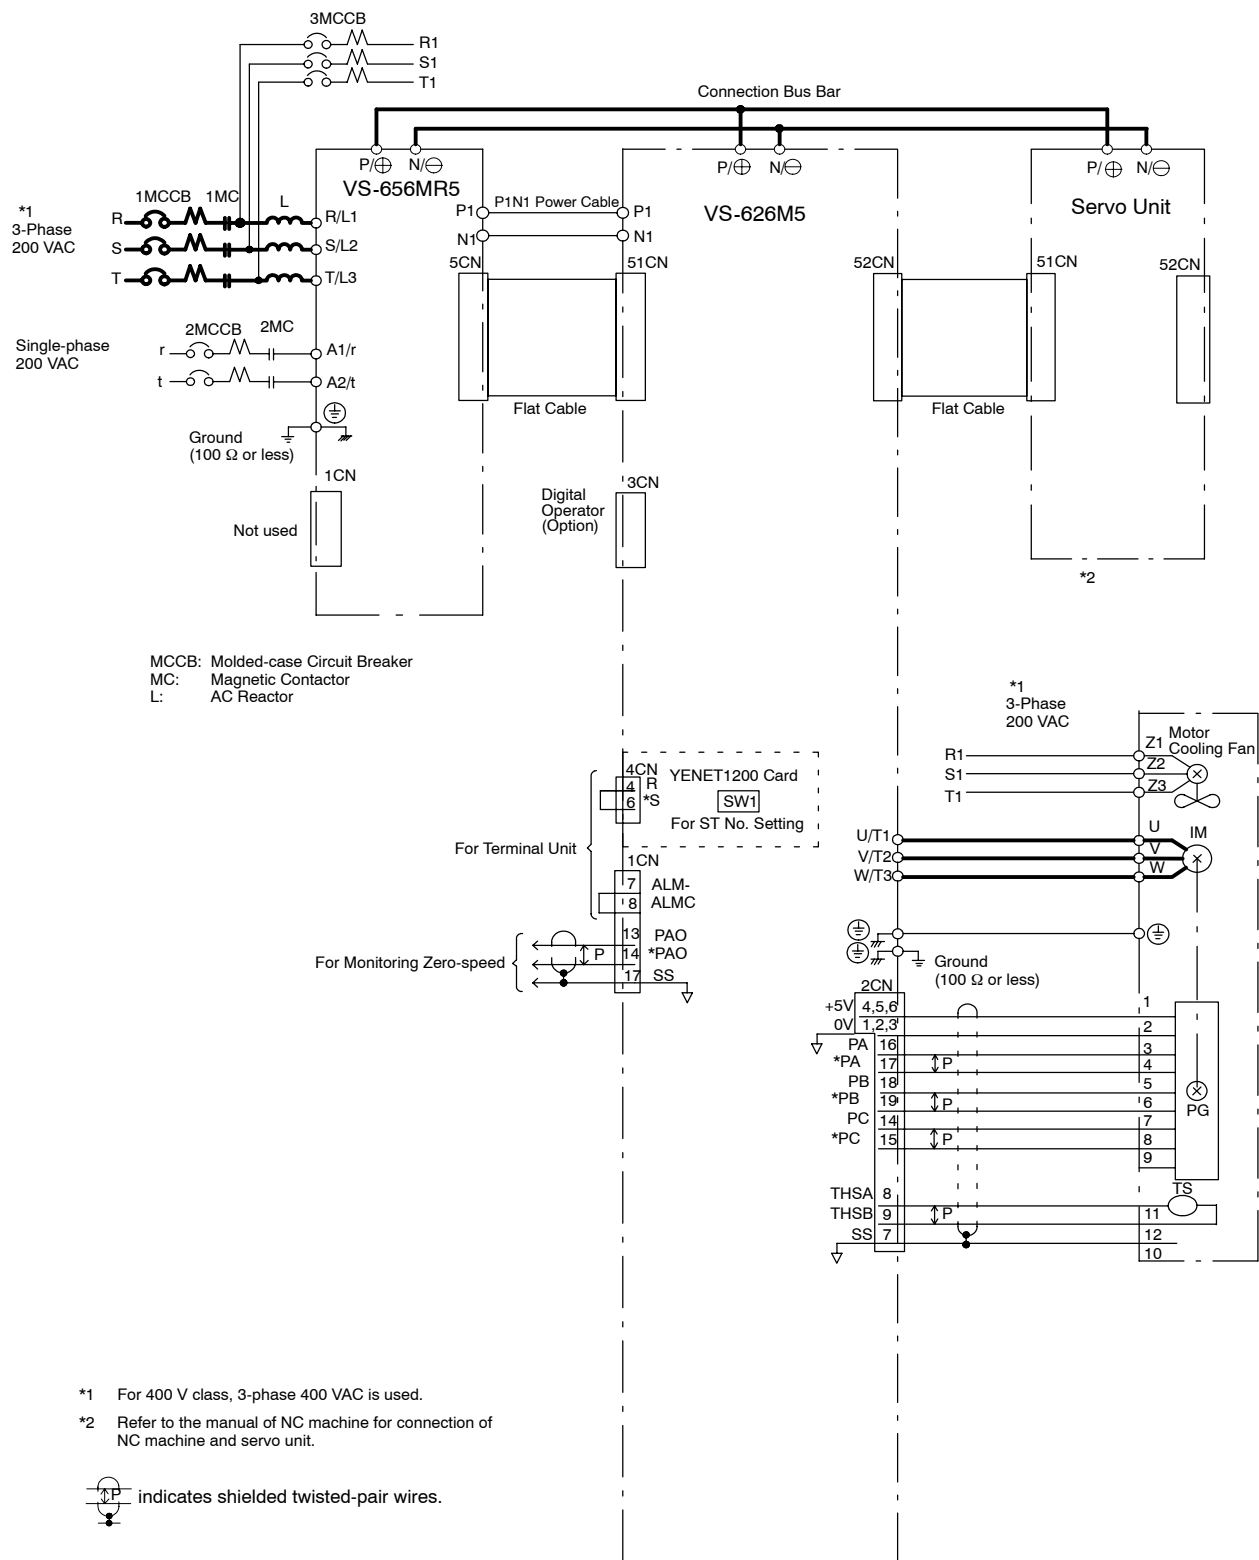 3MCCB
R1
S1
T1
Connection Bus Bar
P/⊕ N/⊖
P/⊕ N/⊖
P/⊕ N/⊖
VS-656MR5
VS-626M5
Servo Unit
*1
3-Phase
200 VAC
1MCCB 1MC L
R
S
T
R/L1
S/L2
T/L3
P1
N1
P1N1 Power Cable
P1
N1
5CN
51CN
52CN
51CN
52CN
Flat Cable
Flat Cable
Single-phase
200 VAC
2MCCB 2MC
r
t
A1/r
A2/t
Ground
(100 Ω or less)
1CN
Not used
3CN
Digital
Operator
(Option)
*2
MCCB: Molded-case Circuit Breaker
MC: Magnetic Contactor
L: AC Reactor
*1
3-Phase
200 VAC
R1
S1
T1
Z1
Z2
Z3
Motor
Cooling Fan
4CN
4 R
6 *S
YENET1200 Card
SW1
For ST No. Setting
For Terminal Unit
1CN
7 ALM-
8 ALMC
13 PAO
14 *PAO
17 SS
P
For Monitoring Zero-speed
U/T1
V/T2
W/T3
U
V
W
IM
Ground
(100 Ω or less)
2CN
+5V 4,5,6 1
0V 1,2,3 2
PA 16 3
*PA 17 P 4
PB 18 5
*PB 19 P 6
PC 14 7
*PC 15 P 8
9
PG
THSA 8 TS
THSB 9 P 11
SS 7 12
10
*1 For 400 V class, 3-phase 400 VAC is used.
*2 Refer to the manual of NC machine for connection of
NC machine and servo unit.
P indicates shielded twisted-pair wires.